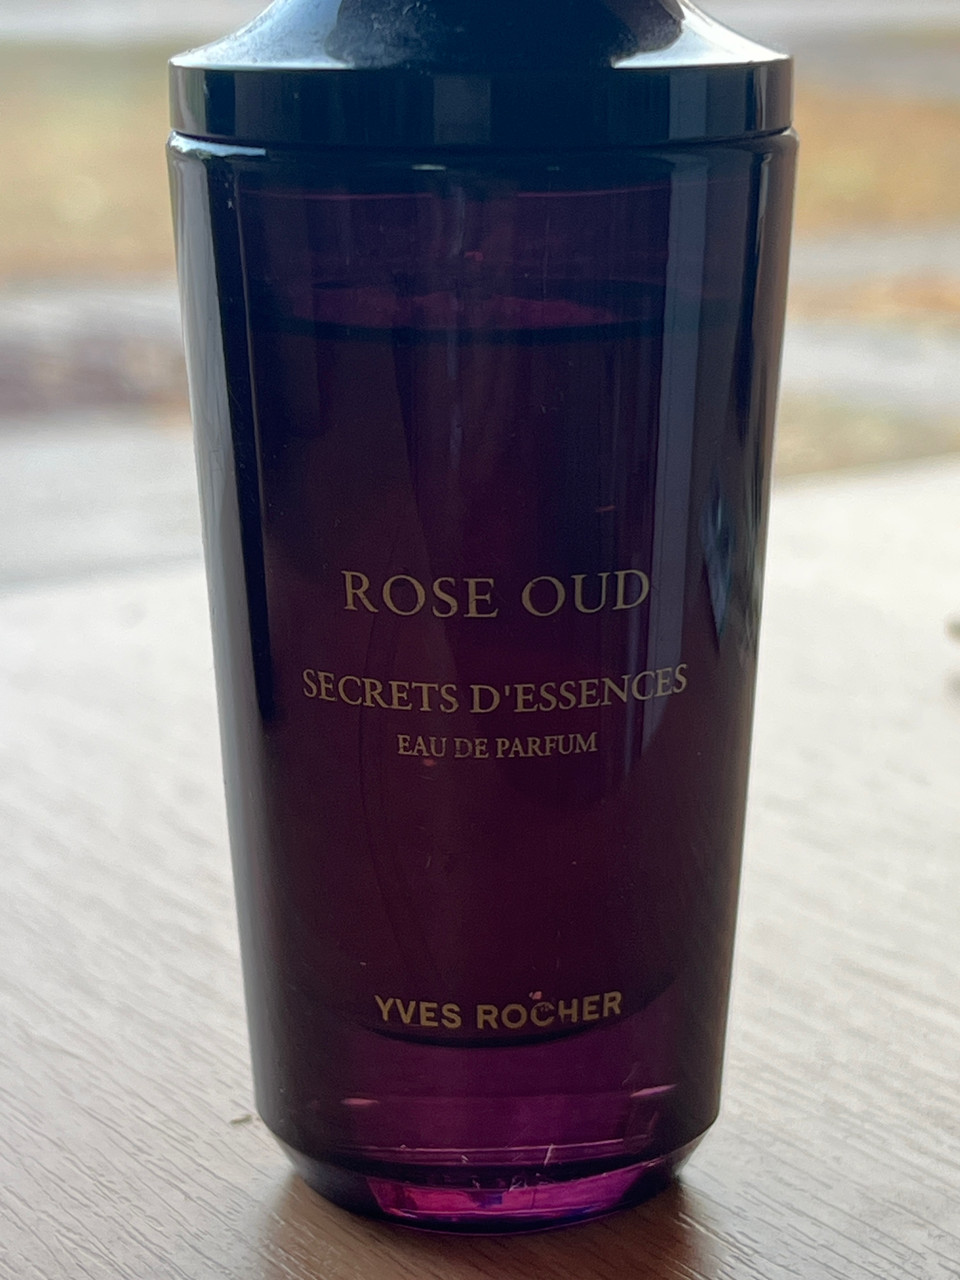 ROSE OUD
SECRETS D'ESSENCES
EAU DE PARFUM
YVES ROCHER